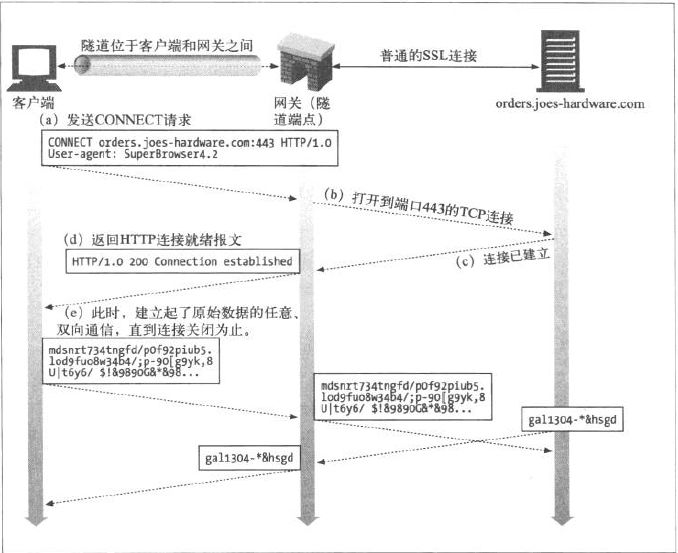 隧道位于客户端和网关之间
普通的SSL连接
客户端
网关（隧
道端点）
orders.joes-hardware.com
(a) 发送CONNECT请求
CONNECT orders.joes-hardware.com:443 HTTP/1.0
User-agent: SuperBrowser4.2
(b) 打开到端口443的TCP连接
(c) 连接已建立
(d) 返回HTTP连接就绪报文
HTTP/1.0 200 Connection established
(e) 此时，建立起了原始数据的任意、
双向通信，直到连接关闭为止。
mdsnrt734tngfd/pOf92piub5.
lod9fuo8w34b4/;p-9O[g9yk,8
U|t6y6/ $!&9890G&*&98...
mdsnrt734tngfd/pOf92piub5.
lod9fuo8w34b4/;p-9O[g9yk,8
U|t6y6/ $!&9890G&*&98...
gal1304-*&hsgd
gal1304-*&hsgd